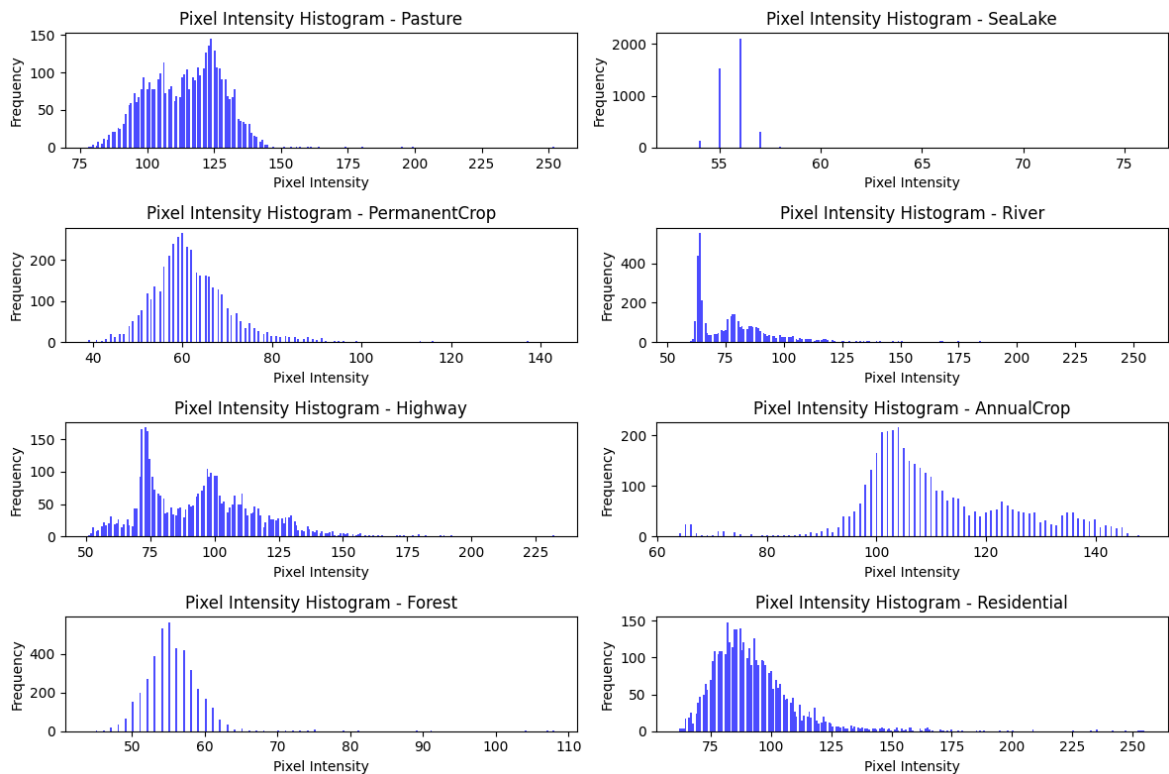 Pixel Intensity Histogram - Pasture
150
100
50
0
Frequency
75 100 125 150 175 200 225 250
Pixel Intensity
Pixel Intensity Histogram - SeaLake
2000
1000
0
Frequency
55 60 65 70 75
Pixel Intensity
Pixel Intensity Histogram - PermanentCrop
200
100
0
Frequency
40 60 80 100 120 140
Pixel Intensity
Pixel Intensity Histogram - River
400
200
0
Frequency
50 75 100 125 150 175 200 225 250
Pixel Intensity
Pixel Intensity Histogram - Highway
150
100
50
0
Frequency
50 75 100 125 150 175 200 225
Pixel Intensity
Pixel Intensity Histogram - AnnualCrop
200
100
0
Frequency
60 80 100 120 140
Pixel Intensity
Pixel Intensity Histogram - Forest
400
200
0
Frequency
50 60 70 80 90 100 110
Pixel Intensity
Pixel Intensity Histogram - Residential
150
100
50
0
Frequency
75 100 125 150 175 200 225 250
Pixel Intensity